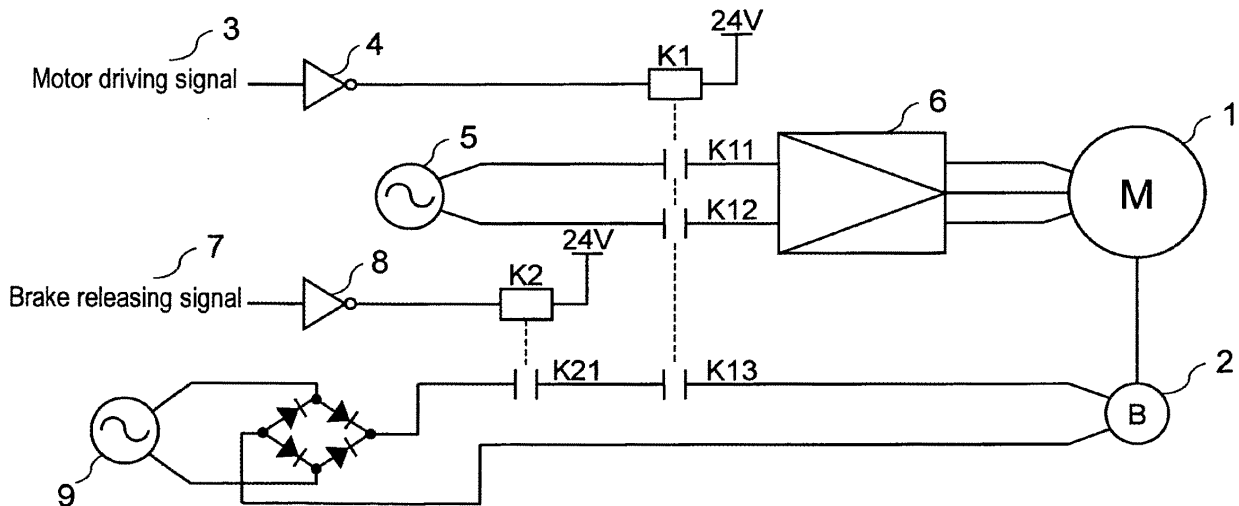 3
4
24V
K1
Motor driving signal
6
1
5
K11
M
K12
24V
7
8
K2
Brake releasing signal
2
K21
K13
B
9